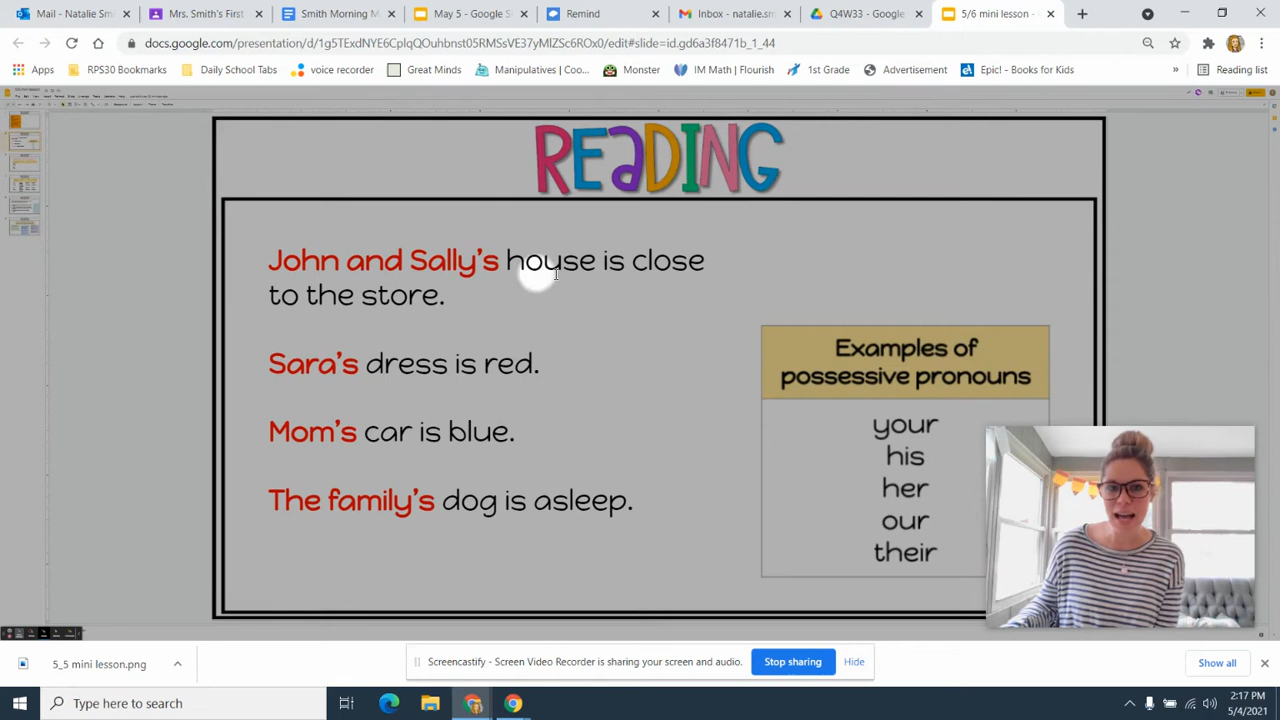 Mail - Natalie Sm
Mrs. Smith's First
Smith Morning M
May 5 - Google S
Remind
Inbox - natalie.sm
Q4W33 - Google
5/6 mini lesson -
docs.google.com/presentation/d/1g5TExdNYE6CplqQOuhbnst05RMSsVE37yMlZSc6ROx0/edit#slide=id.gd6a3f8471b_1_44
Apps
RPS30 Bookmarks
Daily School Tabs
voice recorder
Great Minds
Manipulatives | Coo...
Monster
IM Math | Flourish
1st Grade
Advertisement
Epic! - Books for Kids
»
Reading list
READING
John and Sally's house is close
to the store.
Sara's dress is red.
Mom's car is blue.
The family's dog is asleep.
Examples of
possessive pronouns
your
his
her
our
their
5_5 mini lesson.png
Screencastify - Screen Video Recorder is sharing your screen and audio.
Stop sharing
Hide
Show all
Type here to search
2:17 PM
5/4/2021